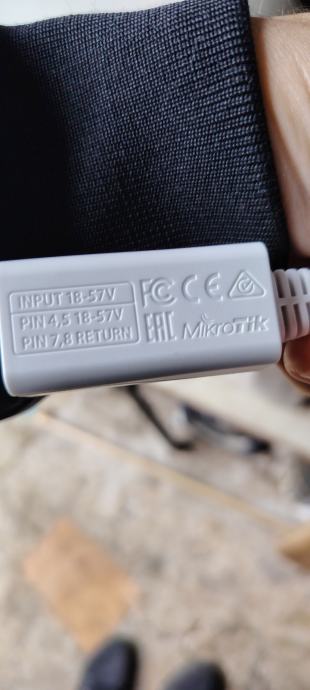 INPUT 18-57V
PIN 4,5 18-57V
PIN 7,8 RETURN
FC CE
EAC MikroTik